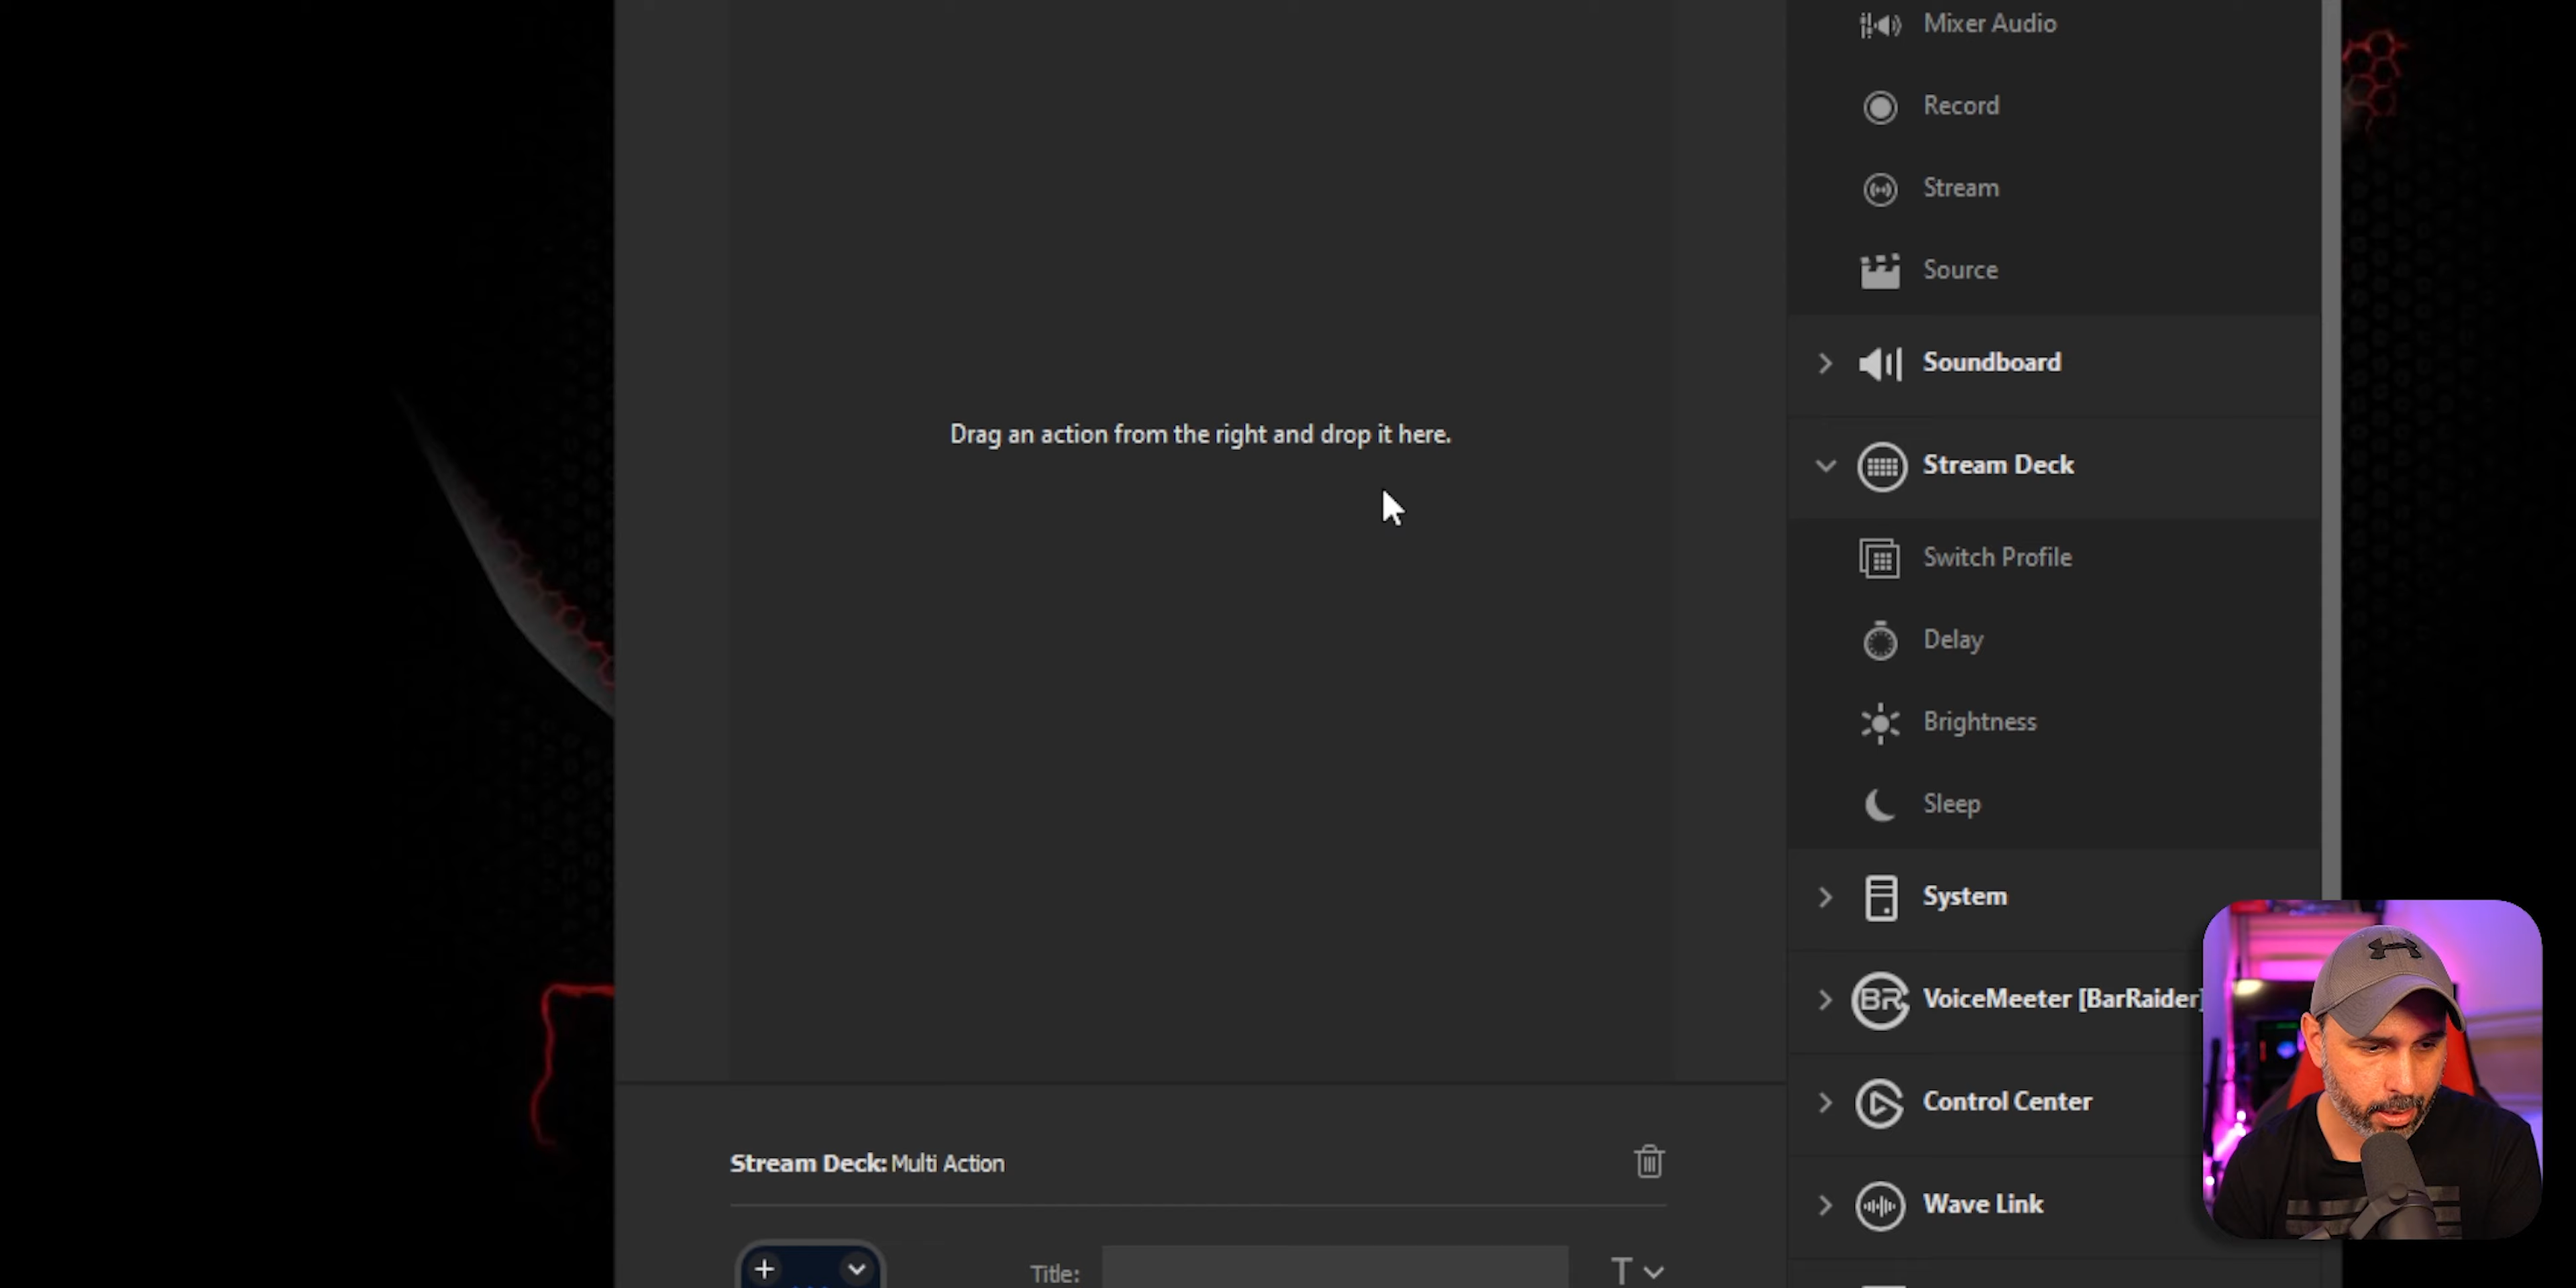 Mixer Audio
Record
Stream
Source
Soundboard
Drag an action from the right and drop it here.
Stream Deck
Switch Profile
Delay
Brightness
Sleep
System
BR VoiceMeeter [BarRaider]
Control Center
Stream Deck: Multi Action
Wave Link
Title:
T